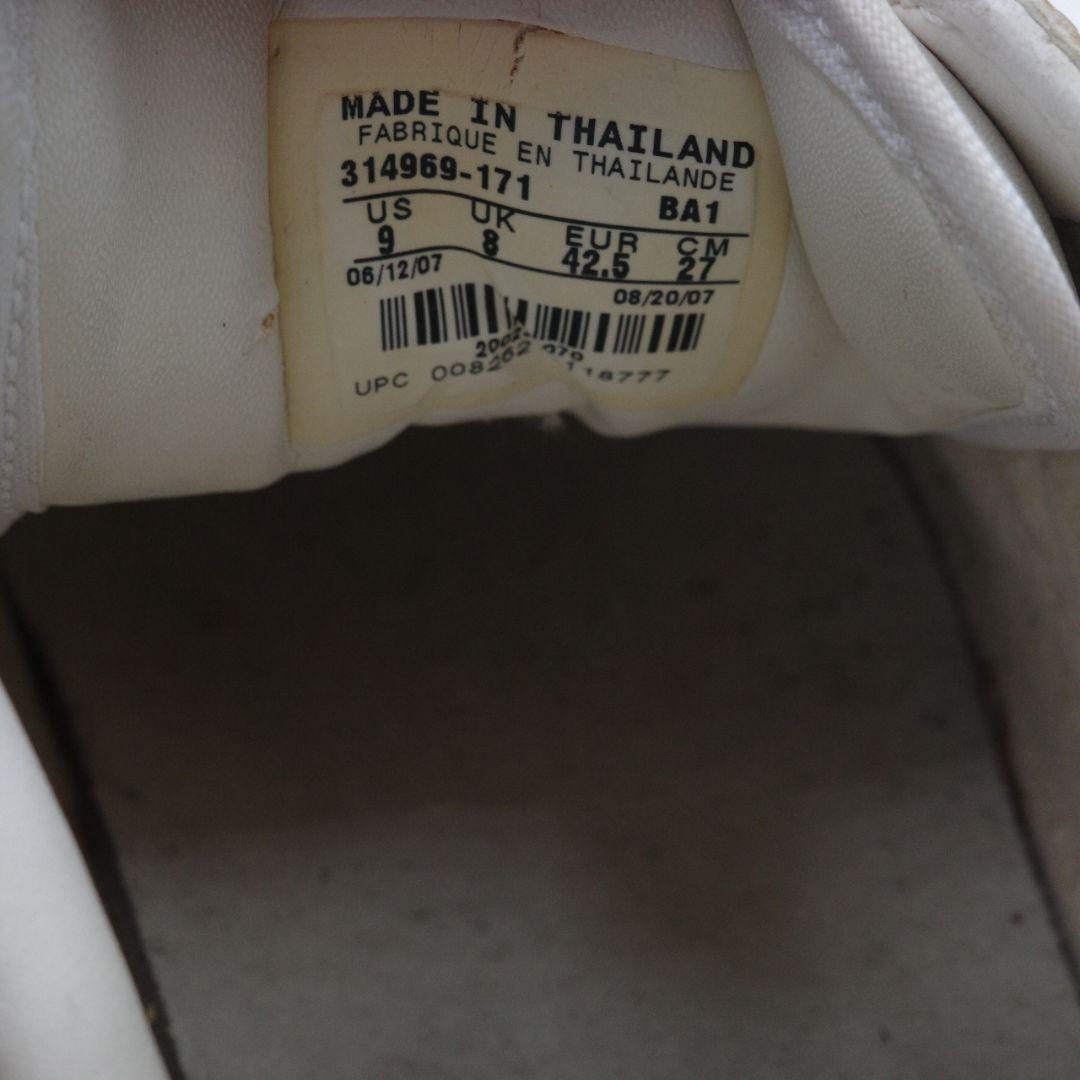 MADE IN THAILAND
FABRIQUE EN THAILANDE
314969-171 BA1
US UK EUR CM
9 8 42.5 27
06/12/07 08/20/07
UPC